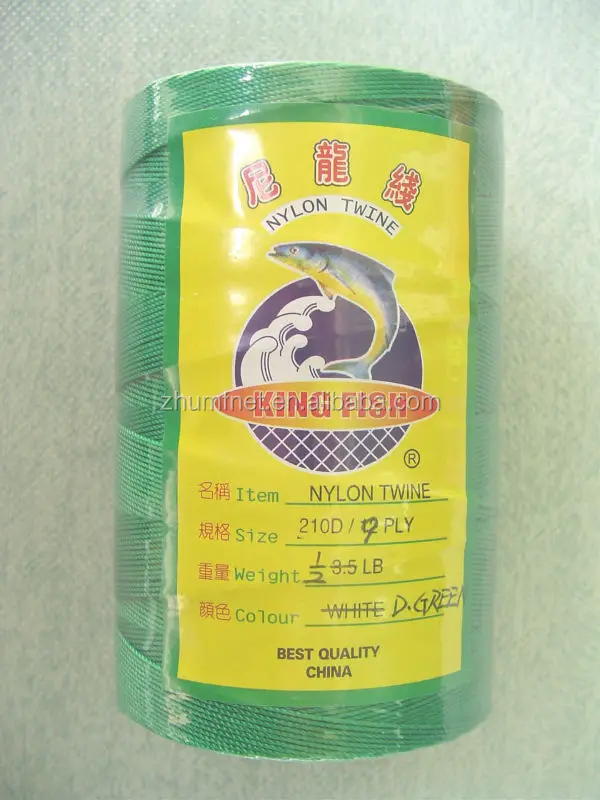 尼龍綫
NYLON TWINE
KING FISH
®
名稱 Item NYLON TWINE
規格 Size 210D / 9 PLY
重量 Weight 1/2 3.5 LB
顏色 Colour WHITE D.GREEN
BEST QUALITY
CHINA